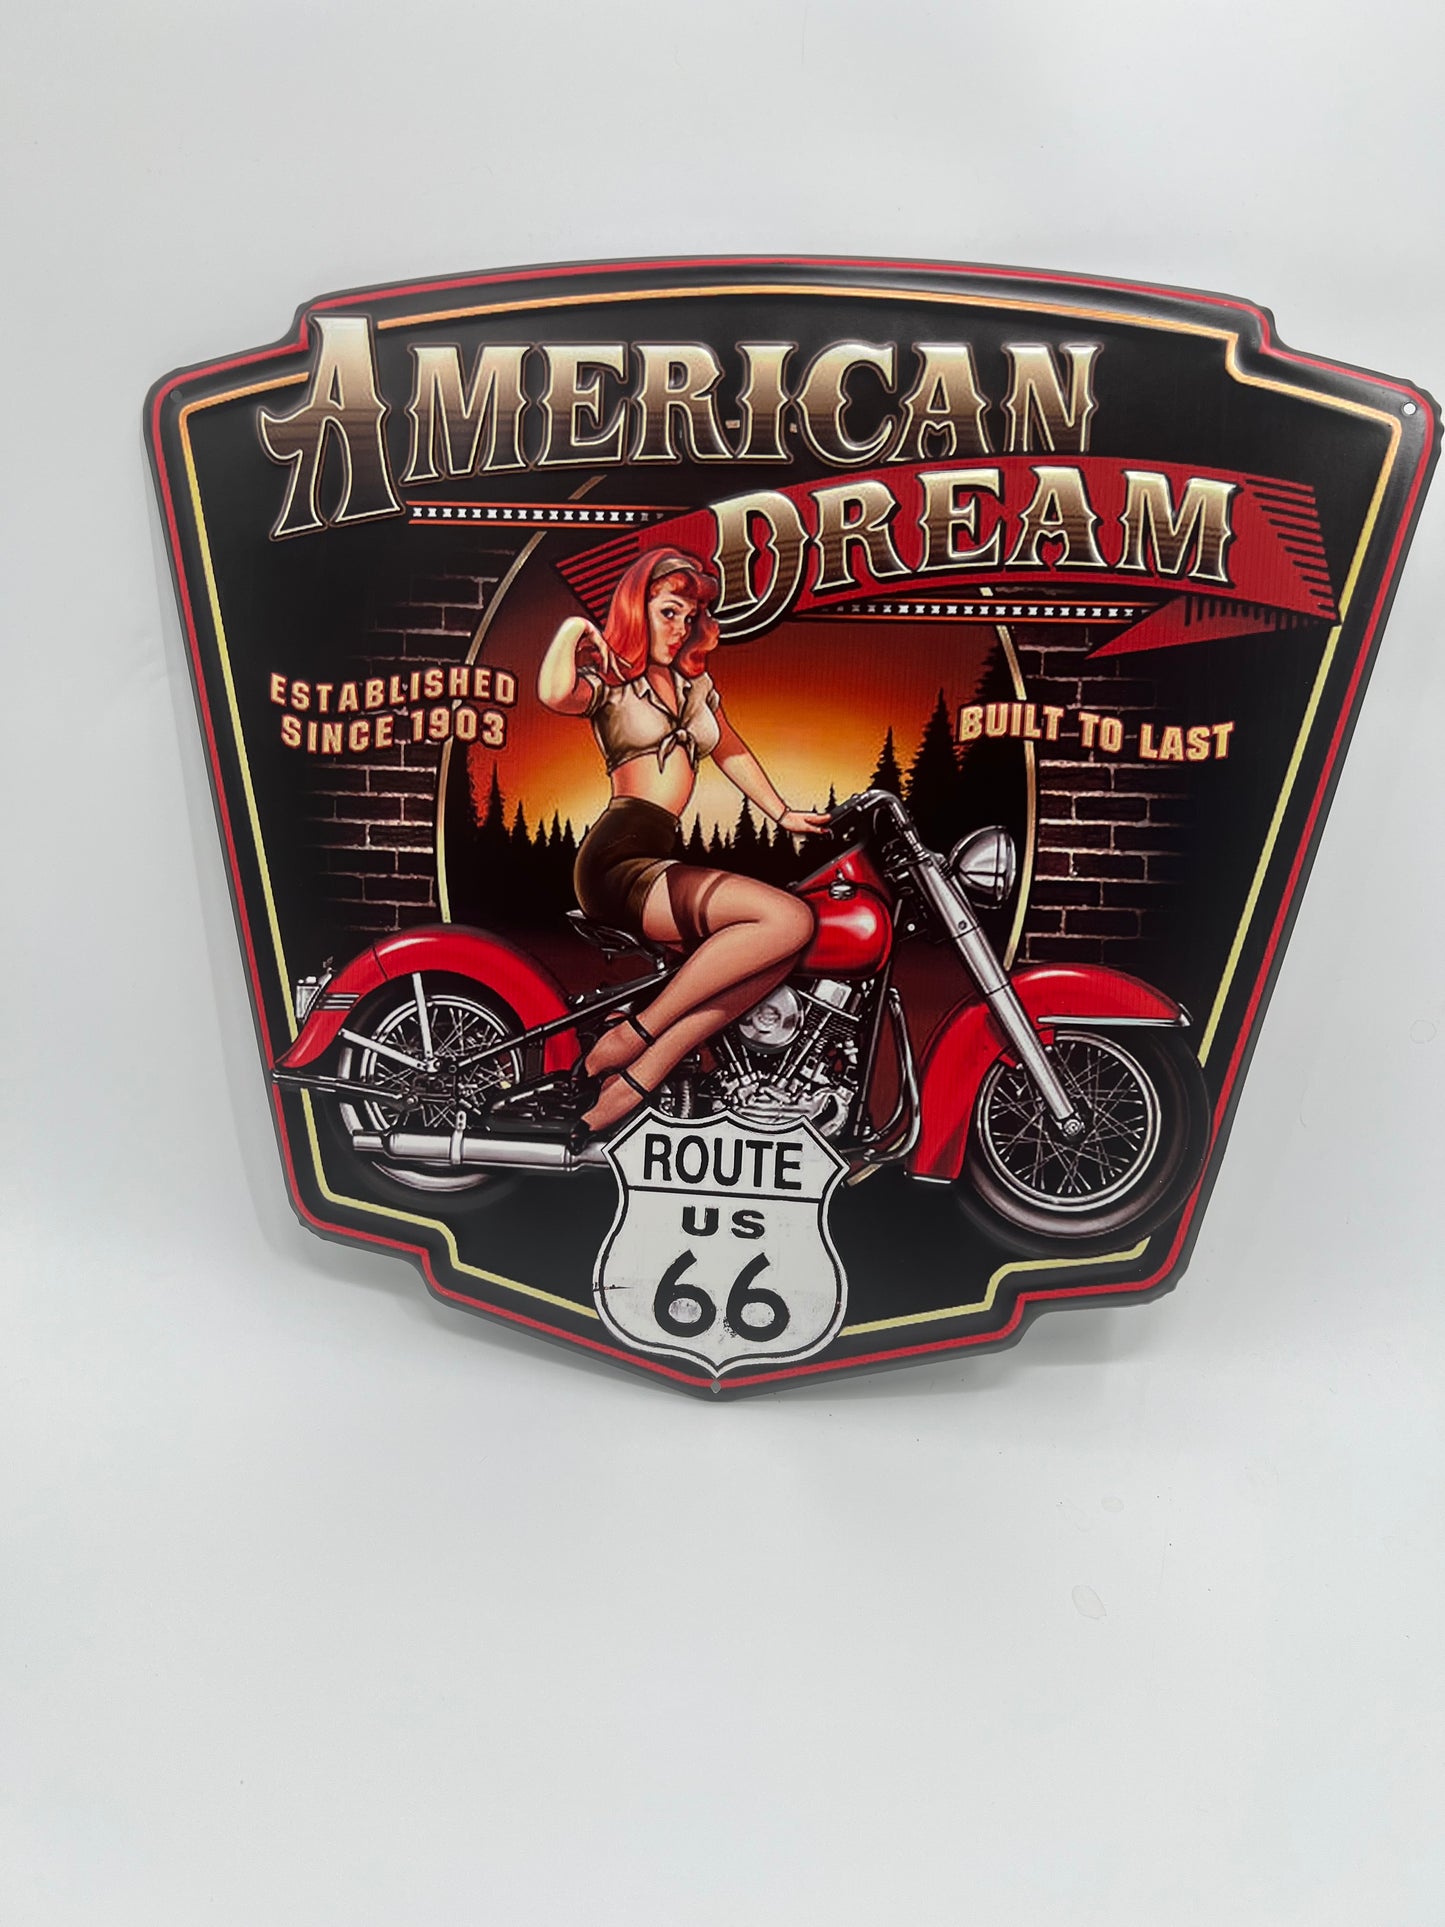 AMERICAN
DREAM
ESTABLISHED
SINCE 1903
BUILT TO LAST
ROUTE
US
66